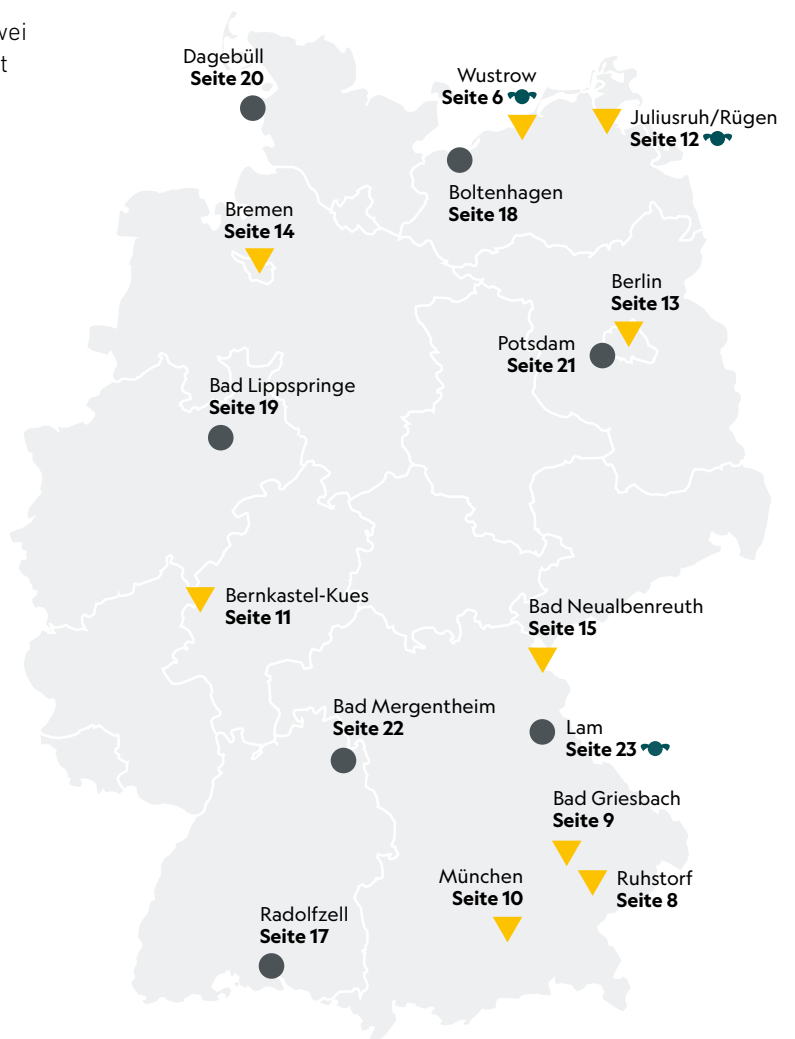 wei
t
Dagebüll
Seite 20
Wustrow
Seite 6
Juliusruh/Rügen
Seite 12
Boltenhagen
Seite 18
Bremen
Seite 14
Berlin
Seite 13
Potsdam
Seite 21
Bad Lippspringe
Seite 19
Bernkastel-Kues
Seite 11
Bad Neualbenreuth
Seite 15
Bad Mergentheim
Seite 22
Lam
Seite 23
Bad Griesbach
Seite 9
München
Seite 10
Ruhstorf
Seite 8
Radolfzell
Seite 17